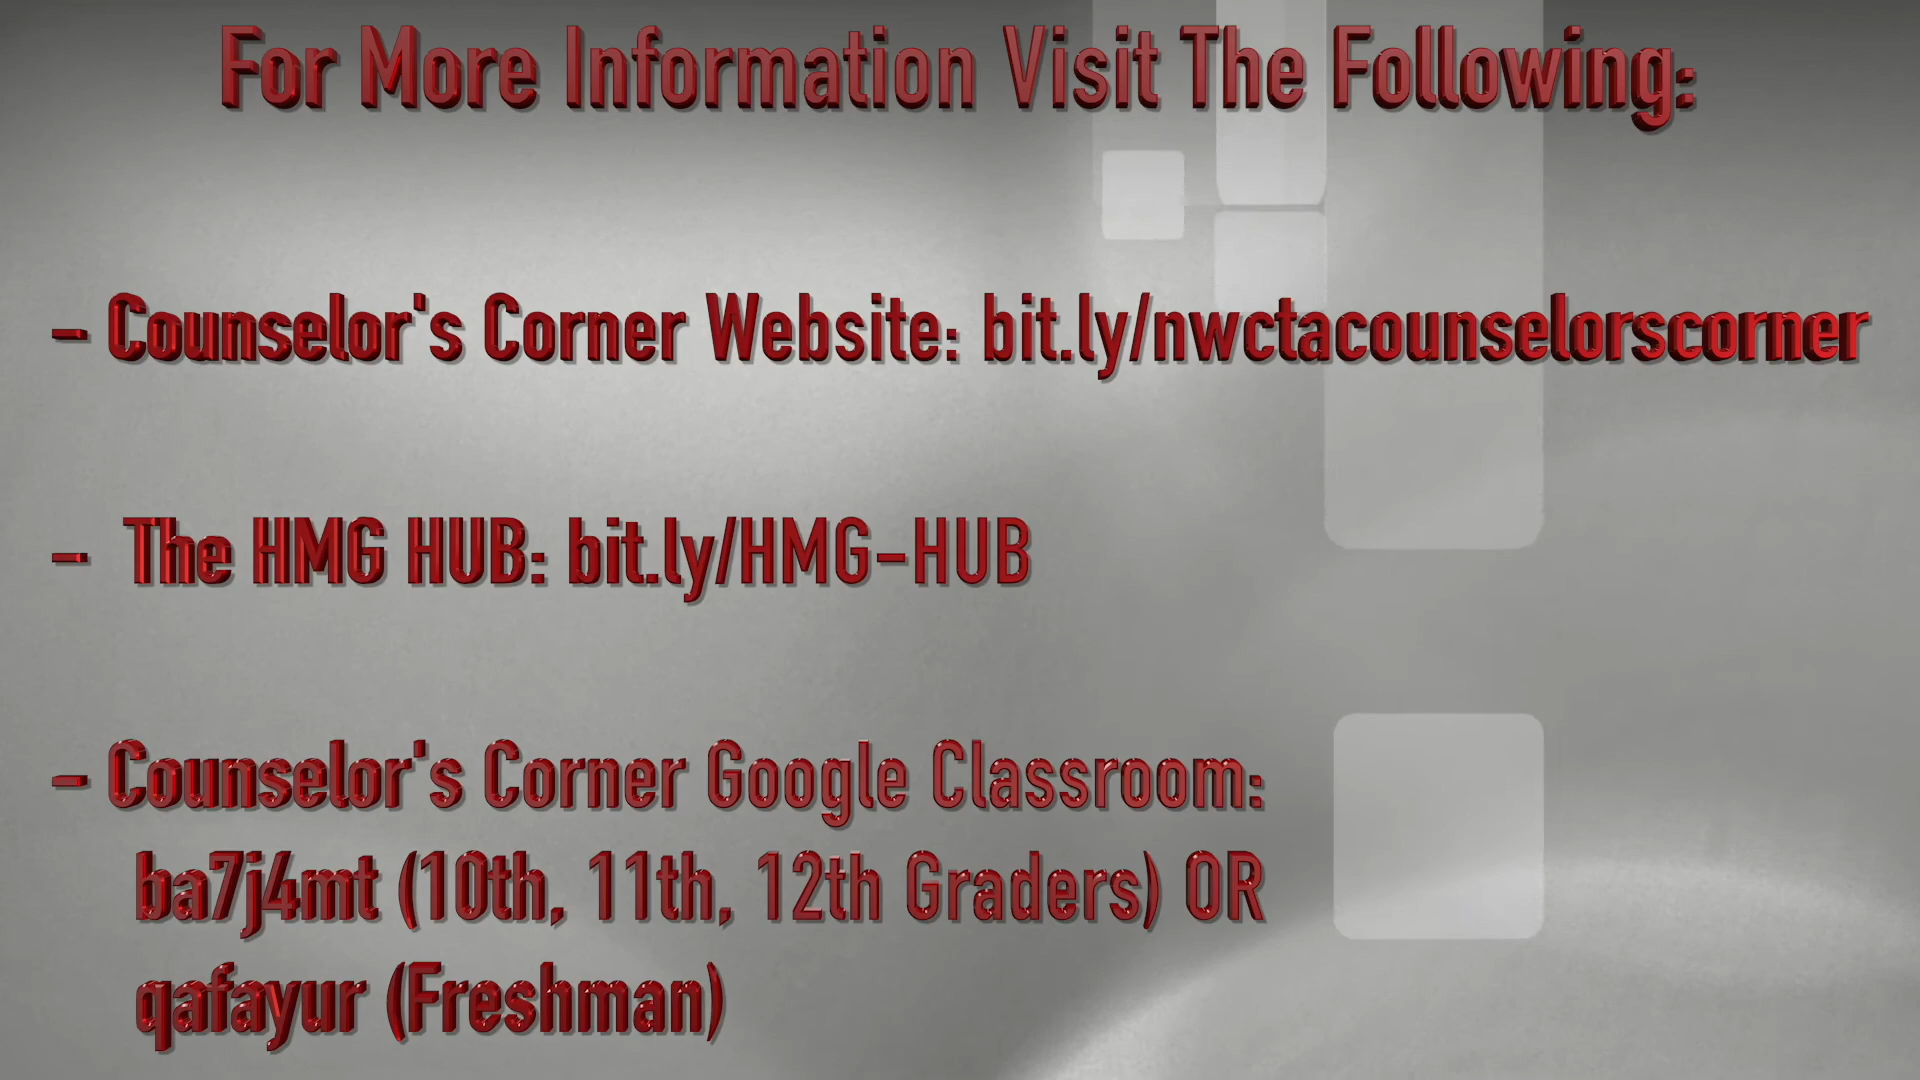 For More Information Visit The Following:
- Counselor's Corner Website: bit.ly/nwctacounselorscorner
- The HMG HUB: bit.ly/HMG-HUB
- Counselor's Corner Google Classroom:
ba7j4mt (10th, 11th, 12th Graders) OR
qafayur (Freshman)